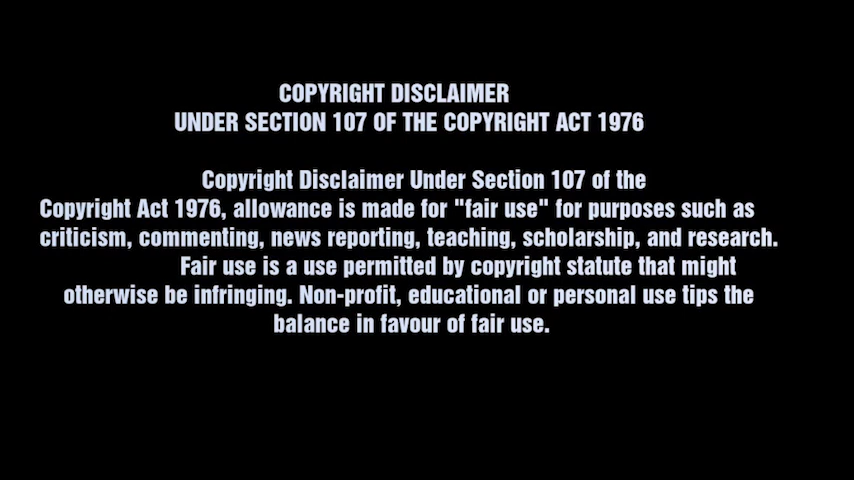 COPYRIGHT DISCLAIMER
UNDER SECTION 107 OF THE COPYRIGHT ACT 1976
Copyright Disclaimer Under Section 107 of the
Copyright Act 1976, allowance is made for "fair use" for purposes such as
criticism, commenting, news reporting, teaching, scholarship, and research.
Fair use is a use permitted by copyright statute that might
otherwise be infringing. Non-profit, educational or personal use tips the
balance in favour of fair use.